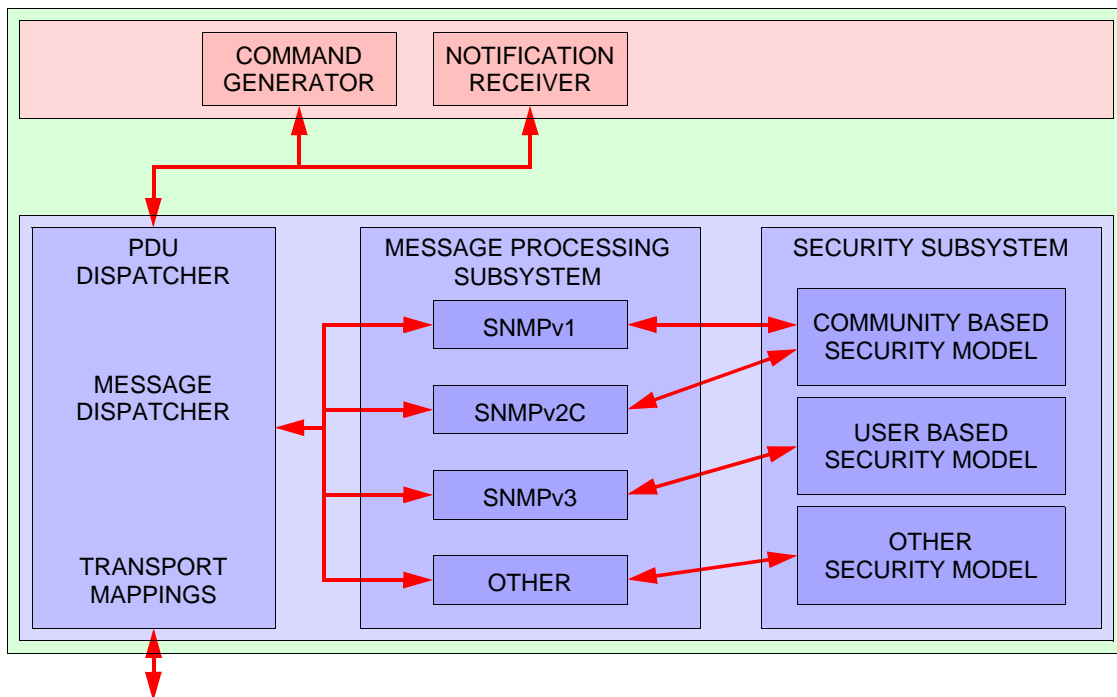 COMMAND
GENERATOR
NOTIFICATION
RECEIVER
PDU
DISPATCHER
MESSAGE
DISPATCHER
TRANSPORT
MAPPINGS
MESSAGE PROCESSING
SUBSYSTEM
SNMPv1
SNMPv2C
SNMPv3
OTHER
SECURITY SUBSYSTEM
COMMUNITY BASED
SECURITY MODEL
USER BASED
SECURITY MODEL
OTHER
SECURITY MODEL